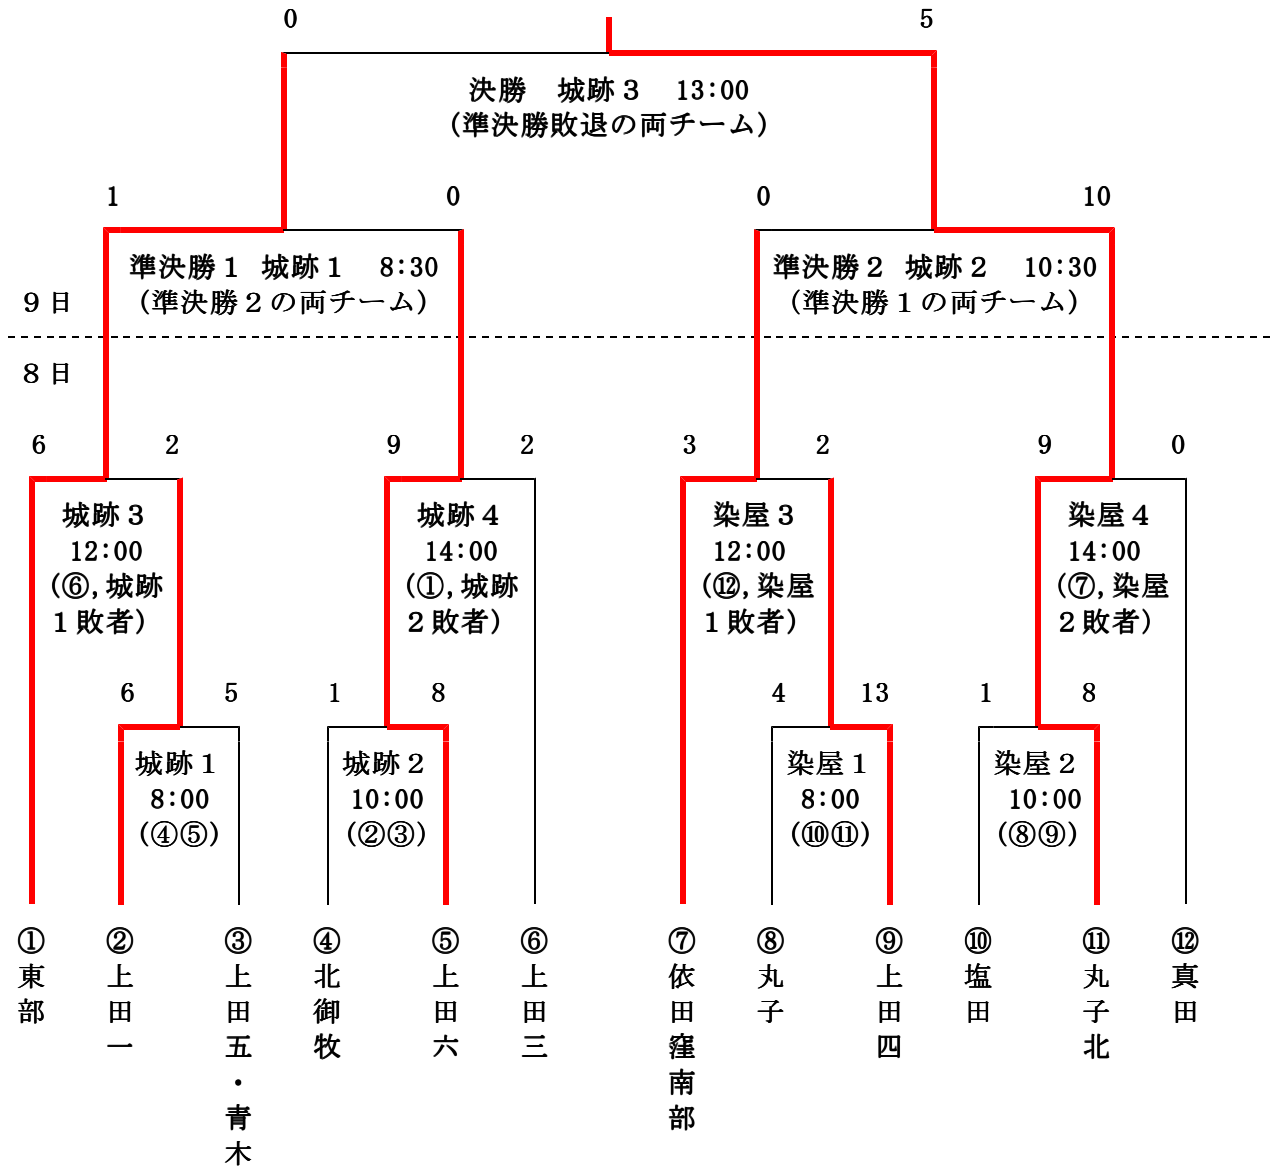 0 5
決勝　城跡３　13:00
(準決勝敗退の両チーム)
1 0 0 10
準決勝１ 城跡１　8:30
(準決勝２の両チーム)
準決勝２ 城跡２　10:30
(準決勝１の両チーム)
９日
８日
6 2 9 2 3 2 9 0
城跡３
12:00
(⑥,城跡
１敗者)
城跡４
14:00
(①,城跡
２敗者)
染屋３
12:00
(⑫,染屋
１敗者)
染屋４
14:00
(⑦,染屋
２敗者)
6 5 1 8 4 13 1 8
城跡１
8:00
(④⑤)
城跡２
10:00
(②③)
染屋１
8:00
(⑩⑪)
染屋２
10:00
(⑧⑨)
①東部
②上田一
③上田五・青木
④北御牧
⑤上田六
⑥上田三
⑦依田窪南部
⑧丸子
⑨上田四
⑩塩田
⑪丸子北
⑫真田